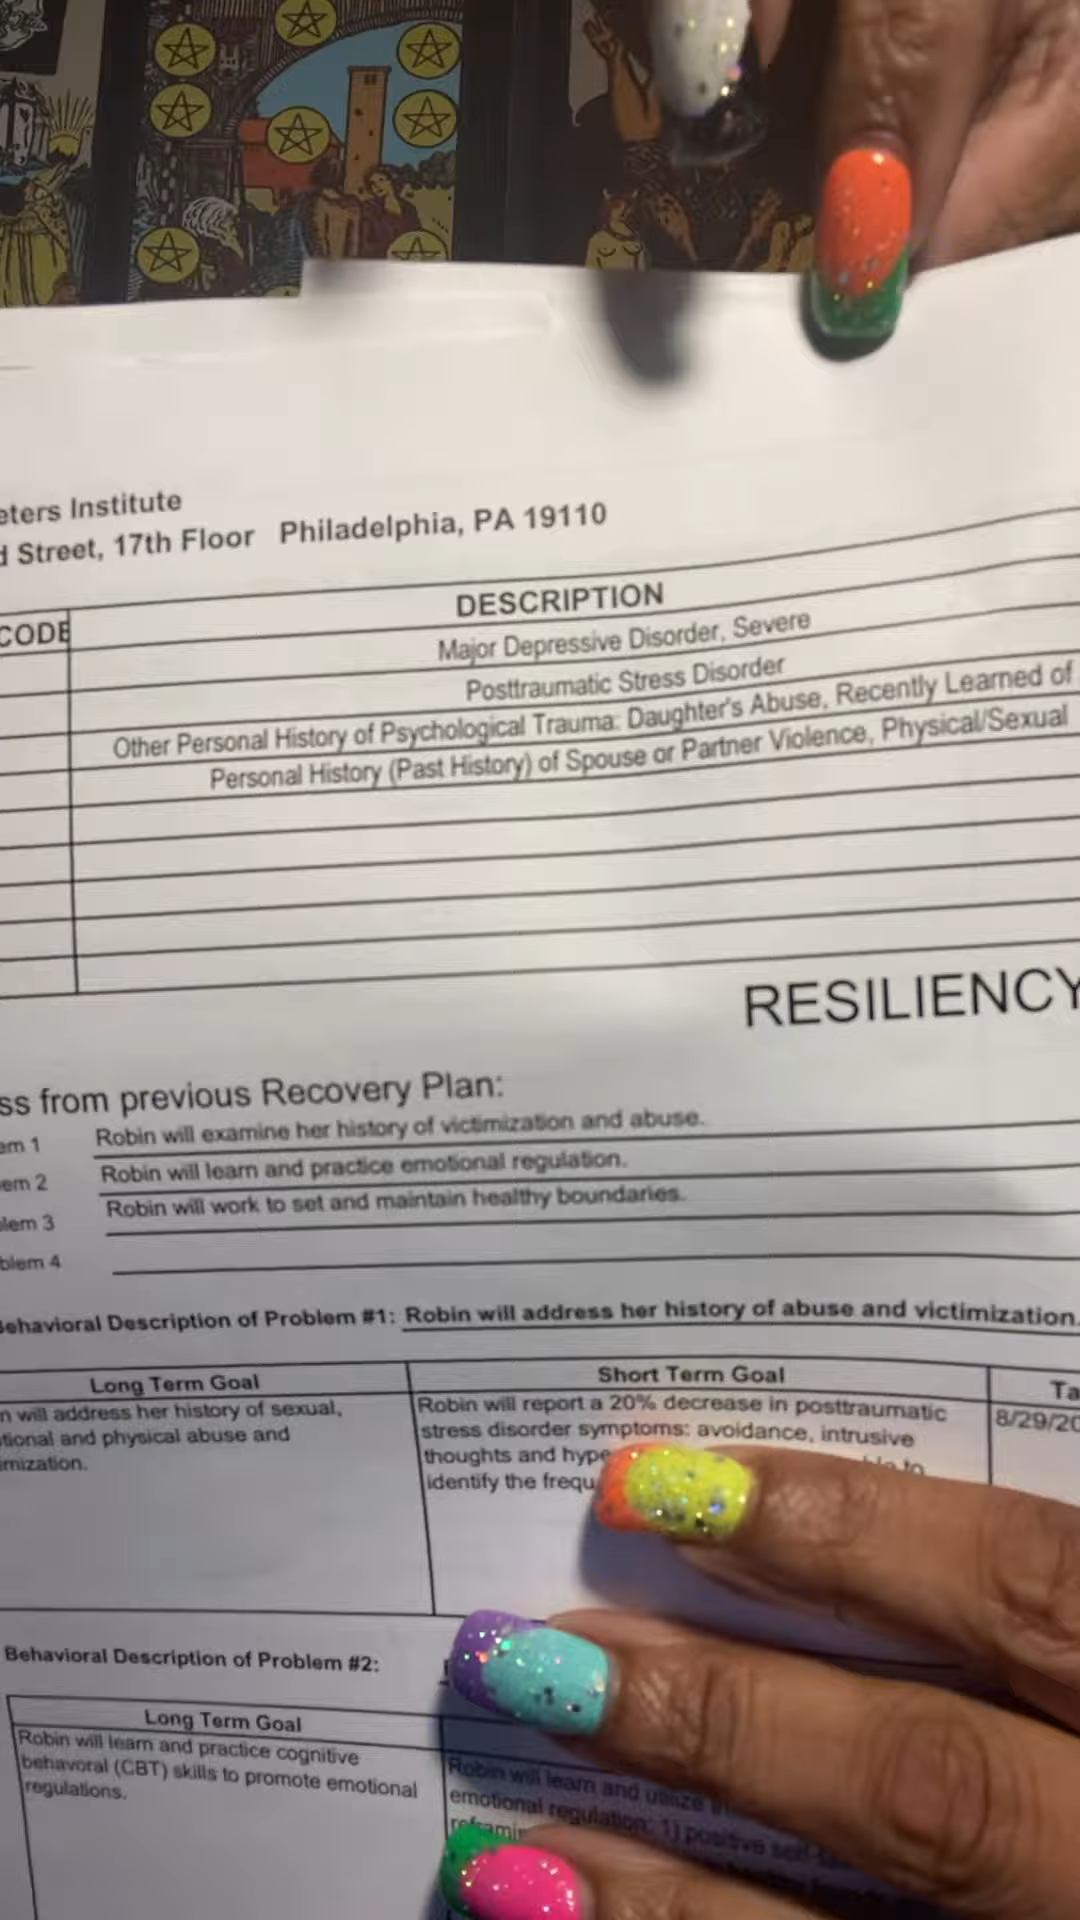 eters Institute
d Street, 17th Floor Philadelphia, PA 19110
CODE DESCRIPTION
Major Depressive Disorder, Severe
Posttraumatic Stress Disorder
Other Personal History of Psychological Trauma: Daughter's Abuse, Recently Learned of
Personal History (Past History) of Spouse or Partner Violence, Physical/Sexual
RESILIENCY
ss from previous Recovery Plan:
em 1 Robin will examine her history of victimization and abuse.
em 2 Robin will learn and practice emotional regulation.
blem 3 Robin will work to set and maintain healthy boundaries.
blem 4
Behavioral Description of Problem #1: Robin will address her history of abuse and victimization.
Long Term Goal Short Term Goal Ta
n will address her history of sexual, Robin will report a 20% decrease in posttraumatic 8/29/20
tional and physical abuse and stress disorder symptoms: avoidance, intrusive
imization. thoughts and hype to
identify the frequ
Behavioral Description of Problem #2:
Long Term Goal
Robin will learn and practice cognitive
behavoral (CBT) skills to promote emotional Robin will learn and utilize
regulations. emotional regulation: 1) positive self-
reframin